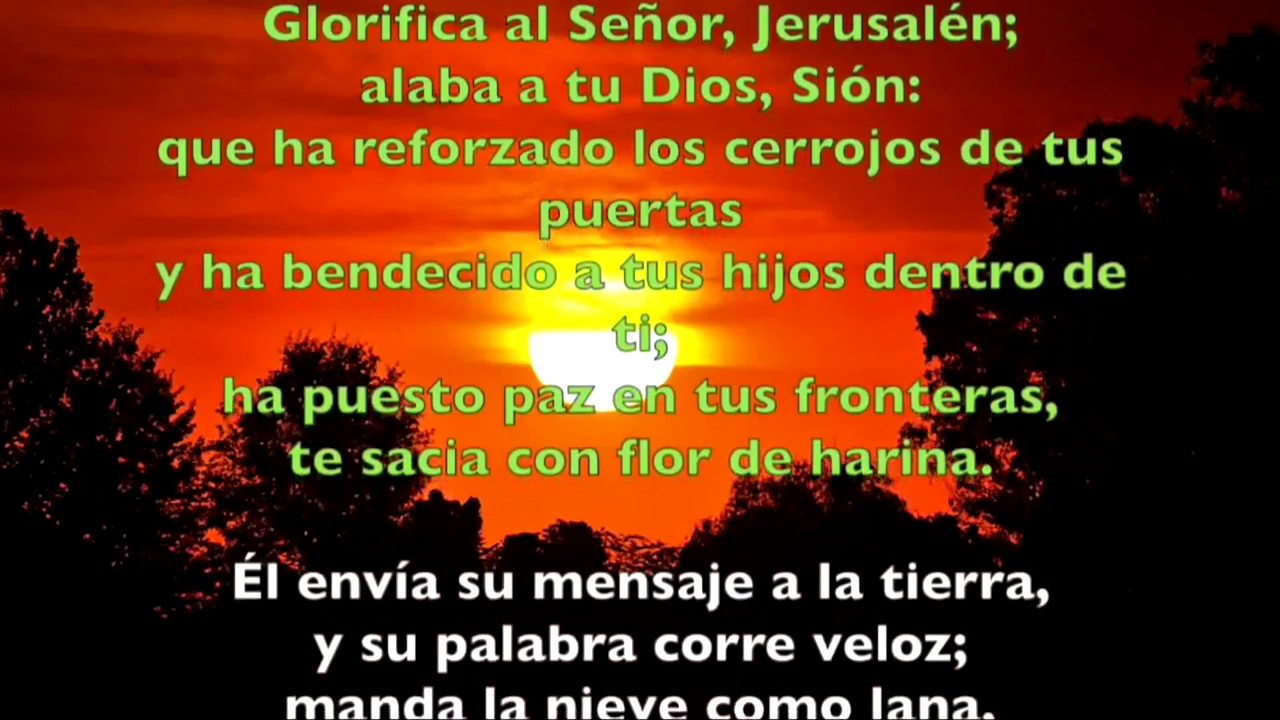 Glorifica al Señor, Jerusalén;
alaba a tu Dios, Sión:
que ha reforzado los cerrojos de tus
puertas
y ha bendecido a tus hijos dentro de
ti;
ha puesto paz en tus fronteras,
te sacia con flor de harina.
Él envía su mensaje a la tierra,
y su palabra corre veloz;
manda la nieve como lana,